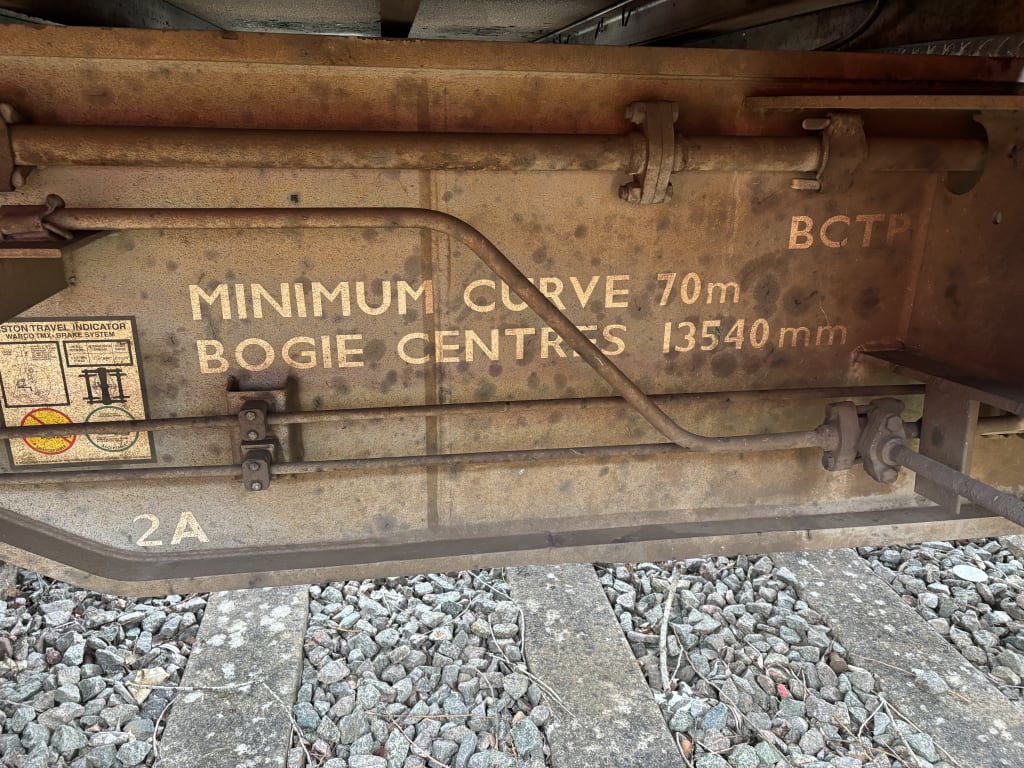 BCTP
MINIMUM CURVE 70m
BOGIE CENTRES 13540mm
STON TRAVEL INDICATOR
WABCO TMX- BRAKE SYSTEM
2A